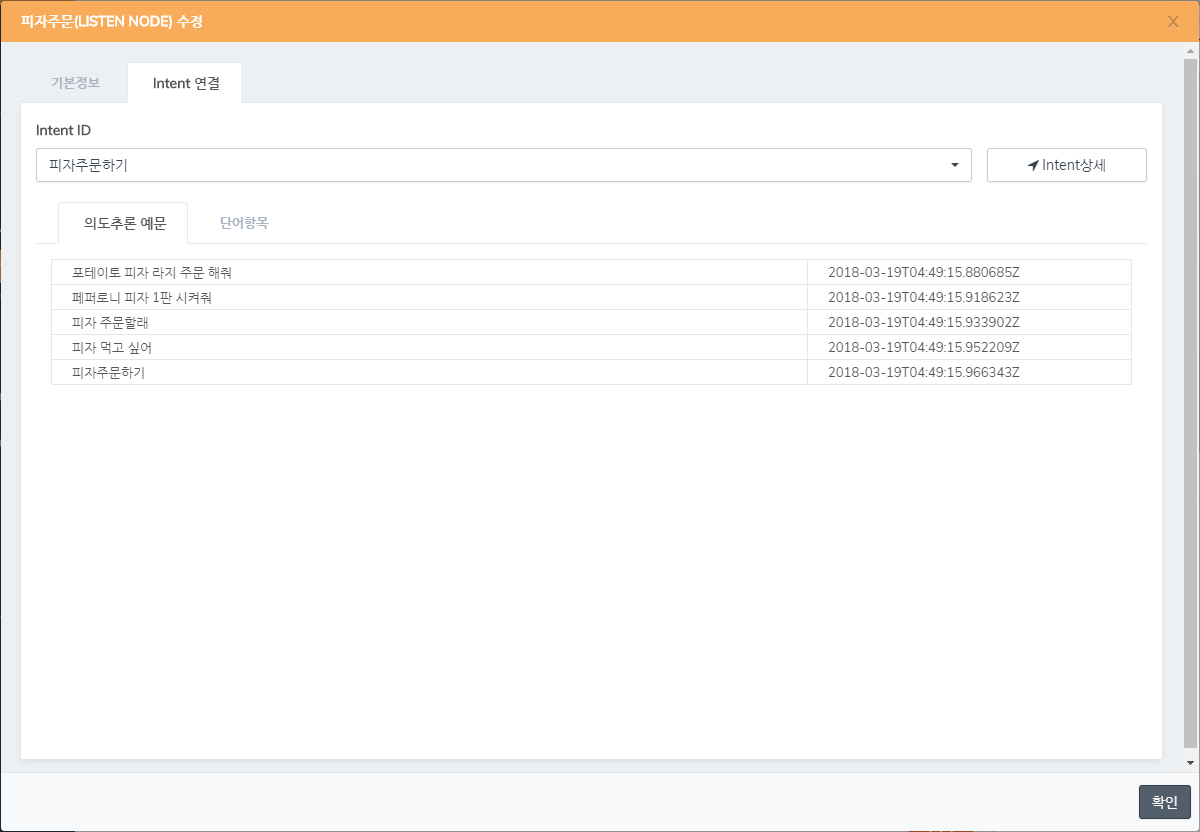 피자주문(LISTEN NODE) 수정 X
기본정보 Intent 연결
Intent ID
피자주문하기 Intent상세
의도추론 예문 단어항목
포테이토 피자 라지 주문 해줘 2018-03-19T04:49:15.880685Z
페퍼로니 피자 1판 시켜줘 2018-03-19T04:49:15.918623Z
피자 주문할래 2018-03-19T04:49:15.933902Z
피자 먹고 싶어 2018-03-19T04:49:15.952209Z
피자주문하기 2018-03-19T04:49:15.966343Z
확인